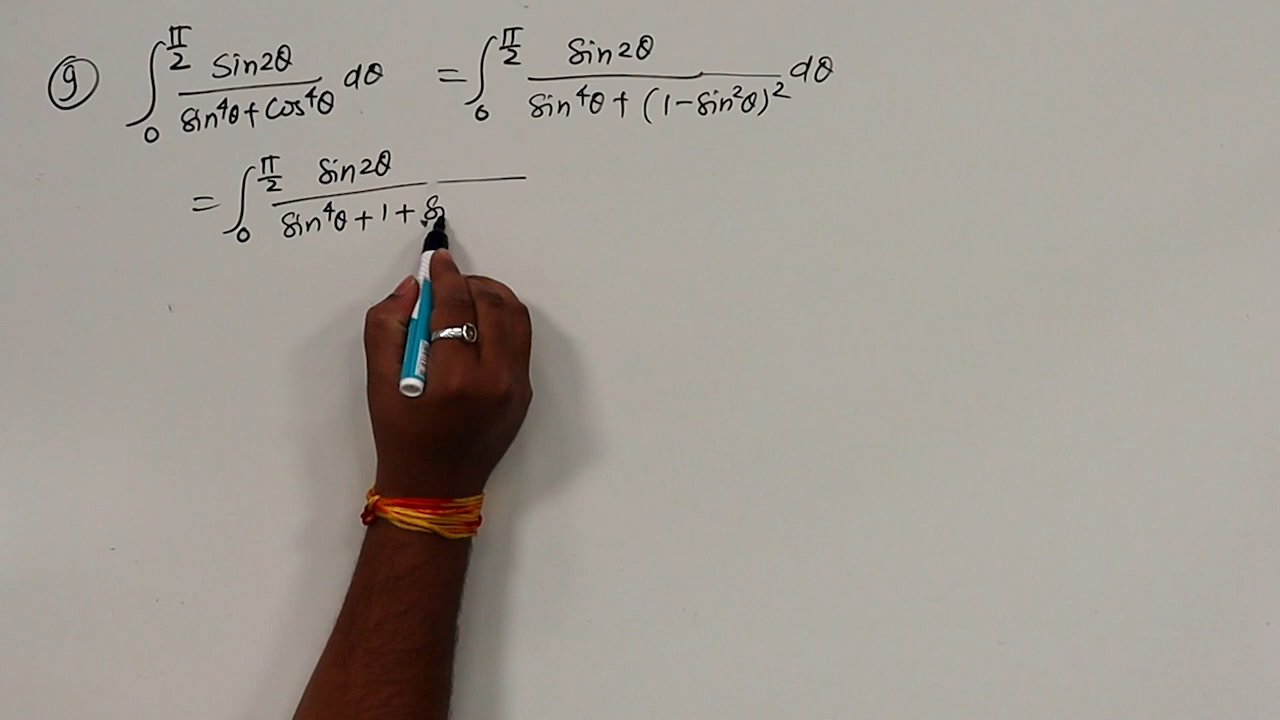 ⑨ ∫₀^(π/2) Sin2θ / (Sin⁴θ + Cos⁴θ) dθ = ∫₀^(π/2) Sin2θ / (Sin⁴θ + (1-Sin²θ)²) dθ
= ∫₀^(π/2) Sin2θ / (Sin⁴θ + 1 + S